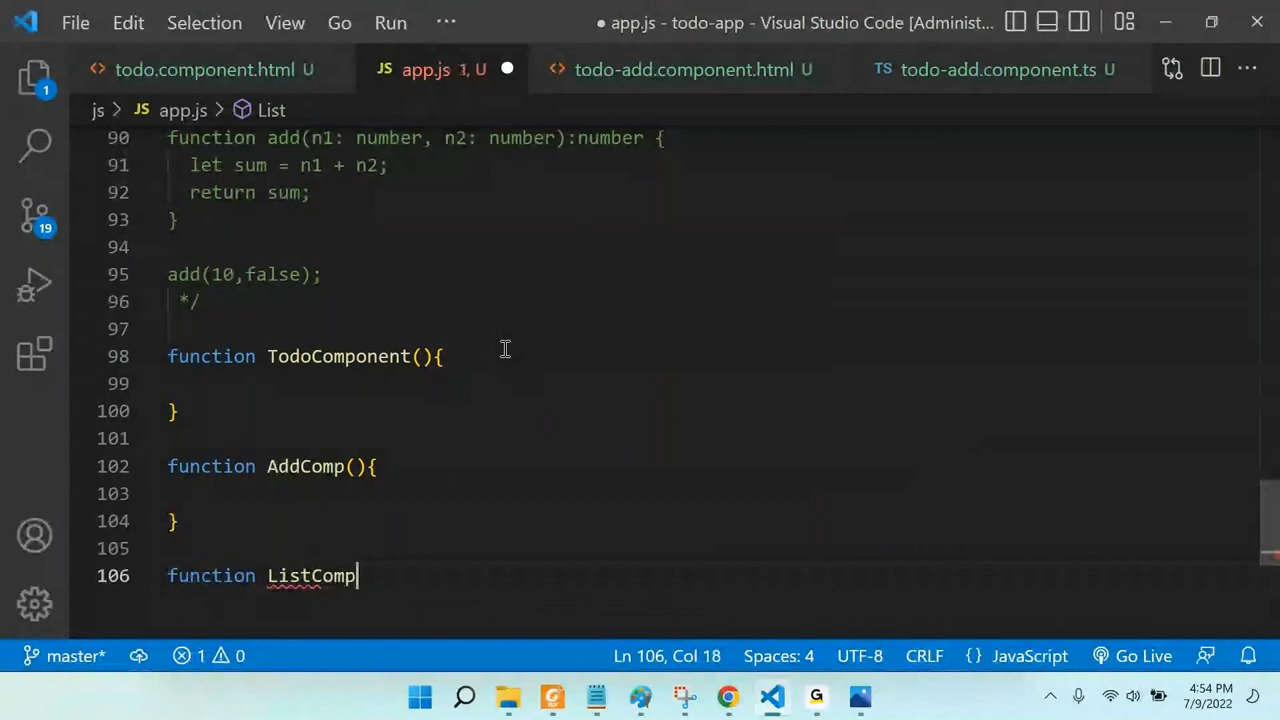 File Edit Selection View Go Run ··· ● app.js - todo-app - Visual Studio Code [Administ...
todo.component.html U JS app.js 1, U todo-add.component.html U TS todo-add.component.ts U ···
js > JS app.js > List
90 function add(n1: number, n2: number):number {
91 let sum = n1 + n2;
92 return sum;
93 }
94
95 add(10,false);
96 */
97
98 function TodoComponent(){
99
100 }
101
102 function AddComp(){
103
104 }
105
106 function ListComp
1
19
master* 1 0 Ln 106, Col 18 Spaces: 4 UTF-8 CRLF {} JavaScript Go Live
4:54 PM
7/9/2022